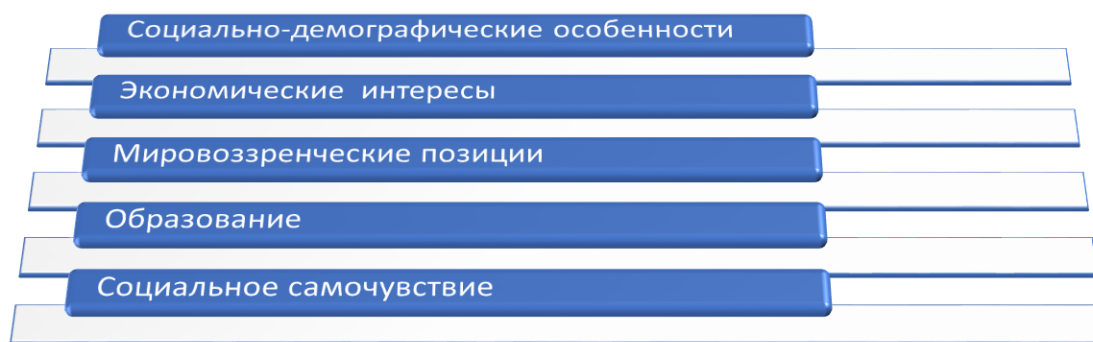 Социально-демографические особенности
Экономические интересы
Мировоззренческие позиции
Образование
Социальное самочувствие